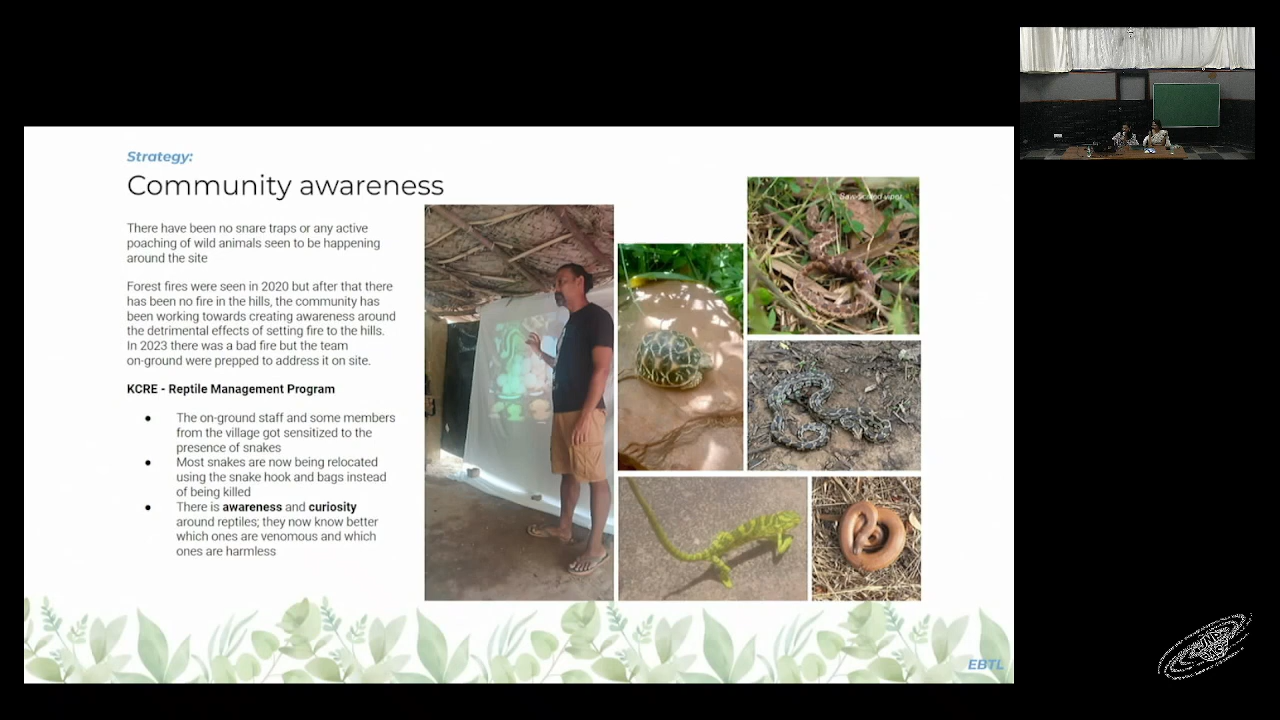 Strategy:
Community awareness
There have been no snare traps or any active
poaching of wild animals seen to be happening
around the site
Forest fires were seen in 2020 but after that there
has been no fire in the hills, the community has
been working towards creating awareness around
the detrimental effects of setting fire to the hills.
In 2023 there was a bad fire but the team
on-ground were prepped to address it on site.
KCRE - Reptile Management Program
● The on-ground staff and some members
from the village got sensitized to the
presence of snakes
● Most snakes are now being relocated
using the snake hook and bags instead
of being killed
● There is awareness and curiosity
around reptiles; they now know better
which ones are venomous and which
ones are harmless
Saw-scaled viper
EBTL